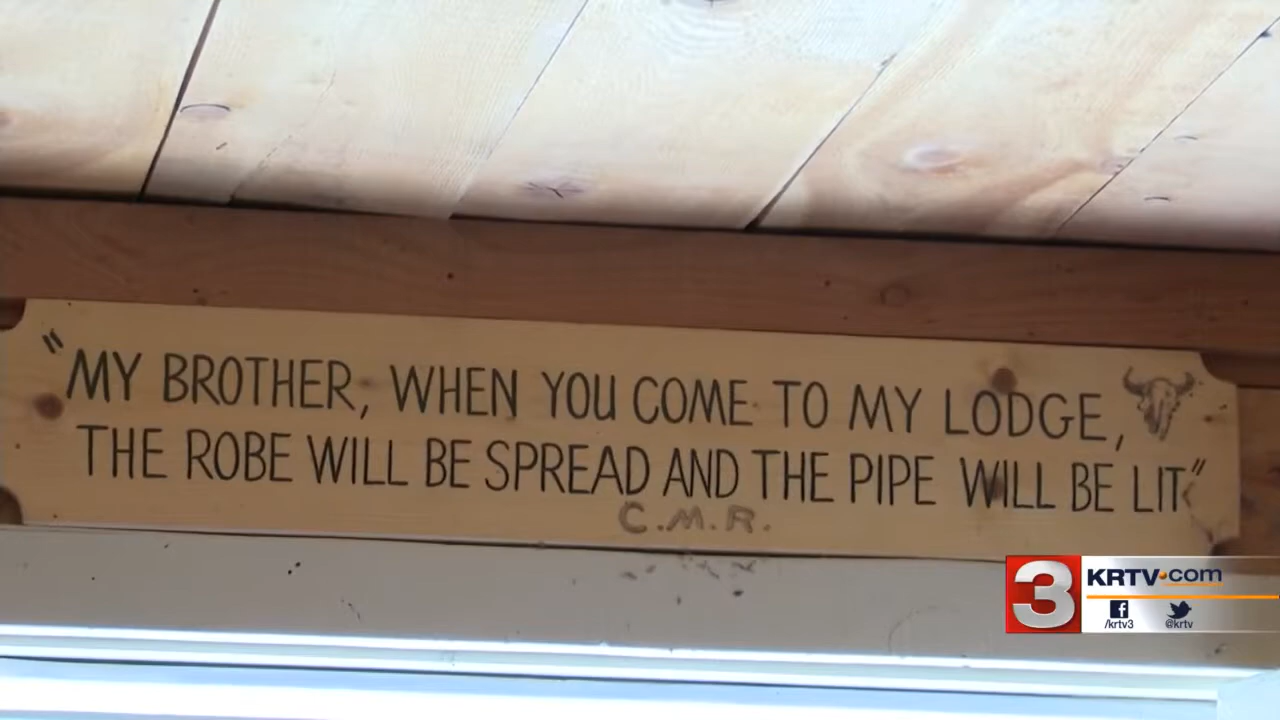 "MY BROTHER, WHEN YOU COME TO MY LODGE,
THE ROBE WILL BE SPREAD AND THE PIPE WILL BE LIT"
C.M.R.
3
KRTV.com
/krtv3
@krtv